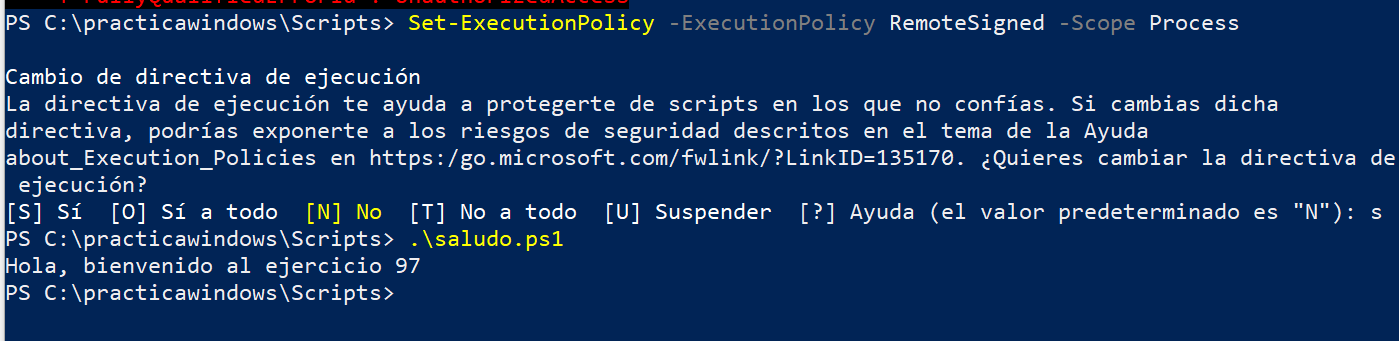 PS C:\practicawindows\Scripts> Set-ExecutionPolicy -ExecutionPolicy RemoteSigned -Scope Process
Cambio de directiva de ejecución
La directiva de ejecución te ayuda a protegerte de scripts en los que no confías. Si cambias dicha
directiva, podrías exponerte a los riesgos de seguridad descritos en el tema de la Ayuda
about_Execution_Policies en https:/go.microsoft.com/fwlink/?LinkID=135170. ¿Quieres cambiar la directiva de
ejecución?
[S] Sí  [O] Sí a todo  [N] No  [T] No a todo  [U] Suspender  [?] Ayuda (el valor predeterminado es "N"): s
PS C:\practicawindows\Scripts> .\saludo.ps1
Hola, bienvenido al ejercicio 97
PS C:\practicawindows\Scripts>